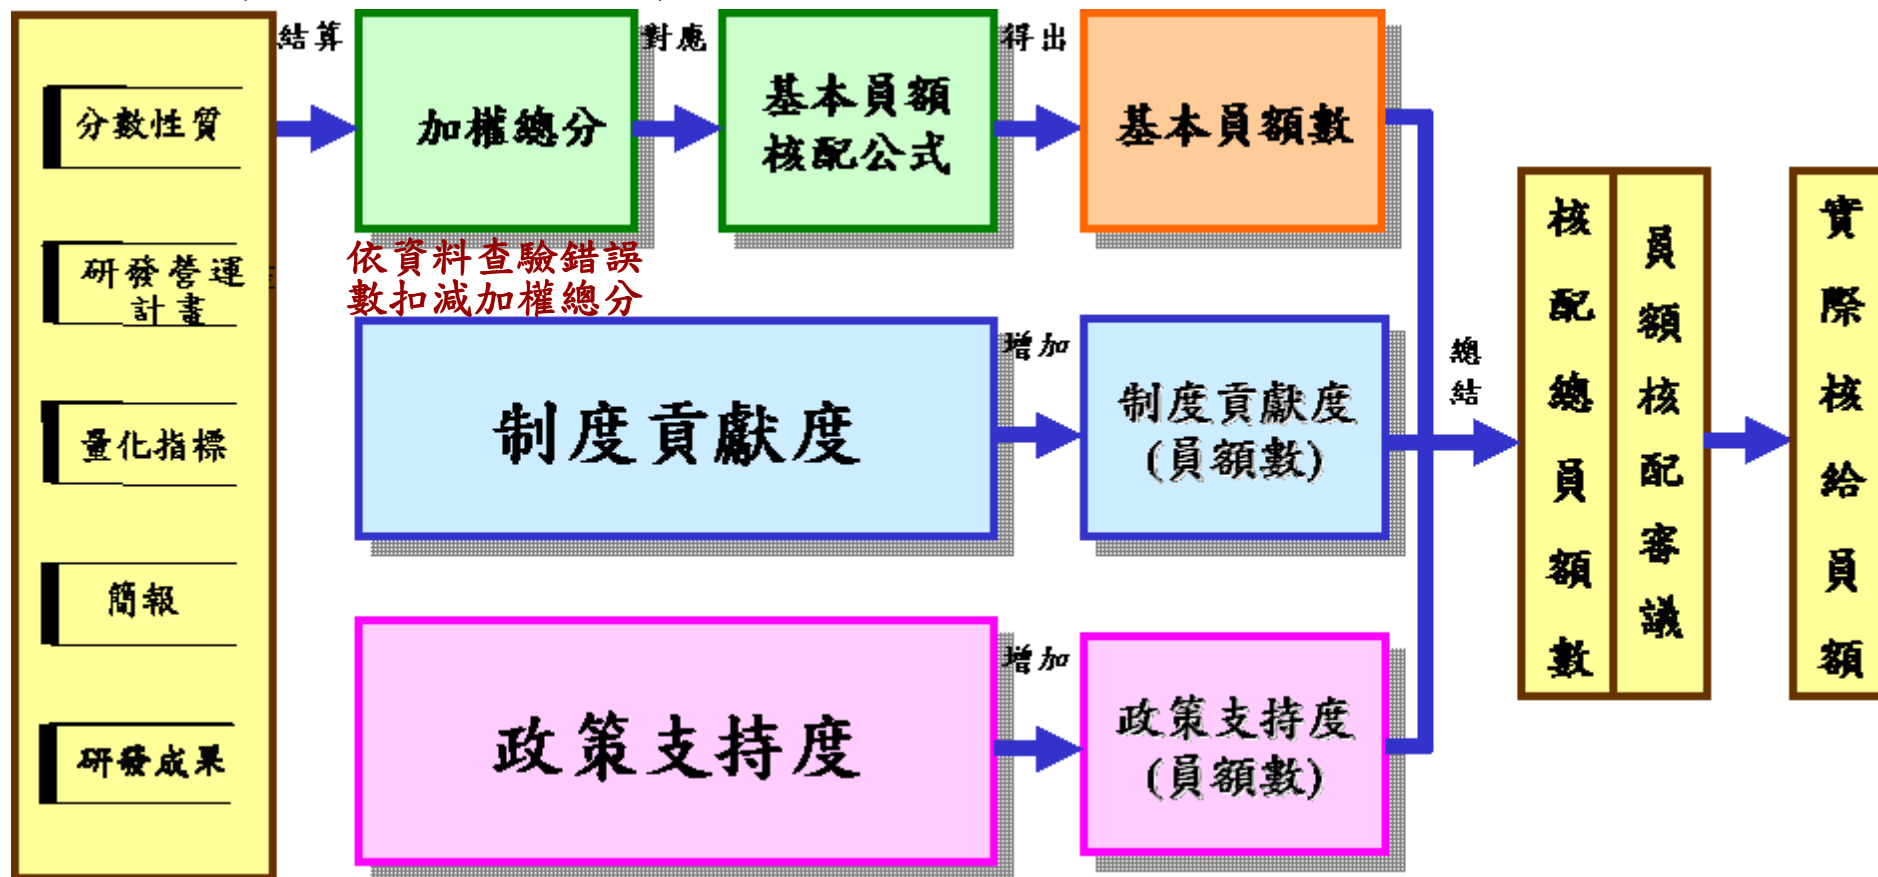 分數性質
研發營運
計畫
量化指標
簡報
研發成果
結算
加權總分
對應
基本員額
核配公式
得出
基本員額數
依資料查驗錯誤
數扣減加權總分
制度貢獻度
增加
制度貢獻度
(員額數)
政策支持度
增加
政策支持度
(員額數)
總
結
核配總員額數
員額核配審議
實際核給員額